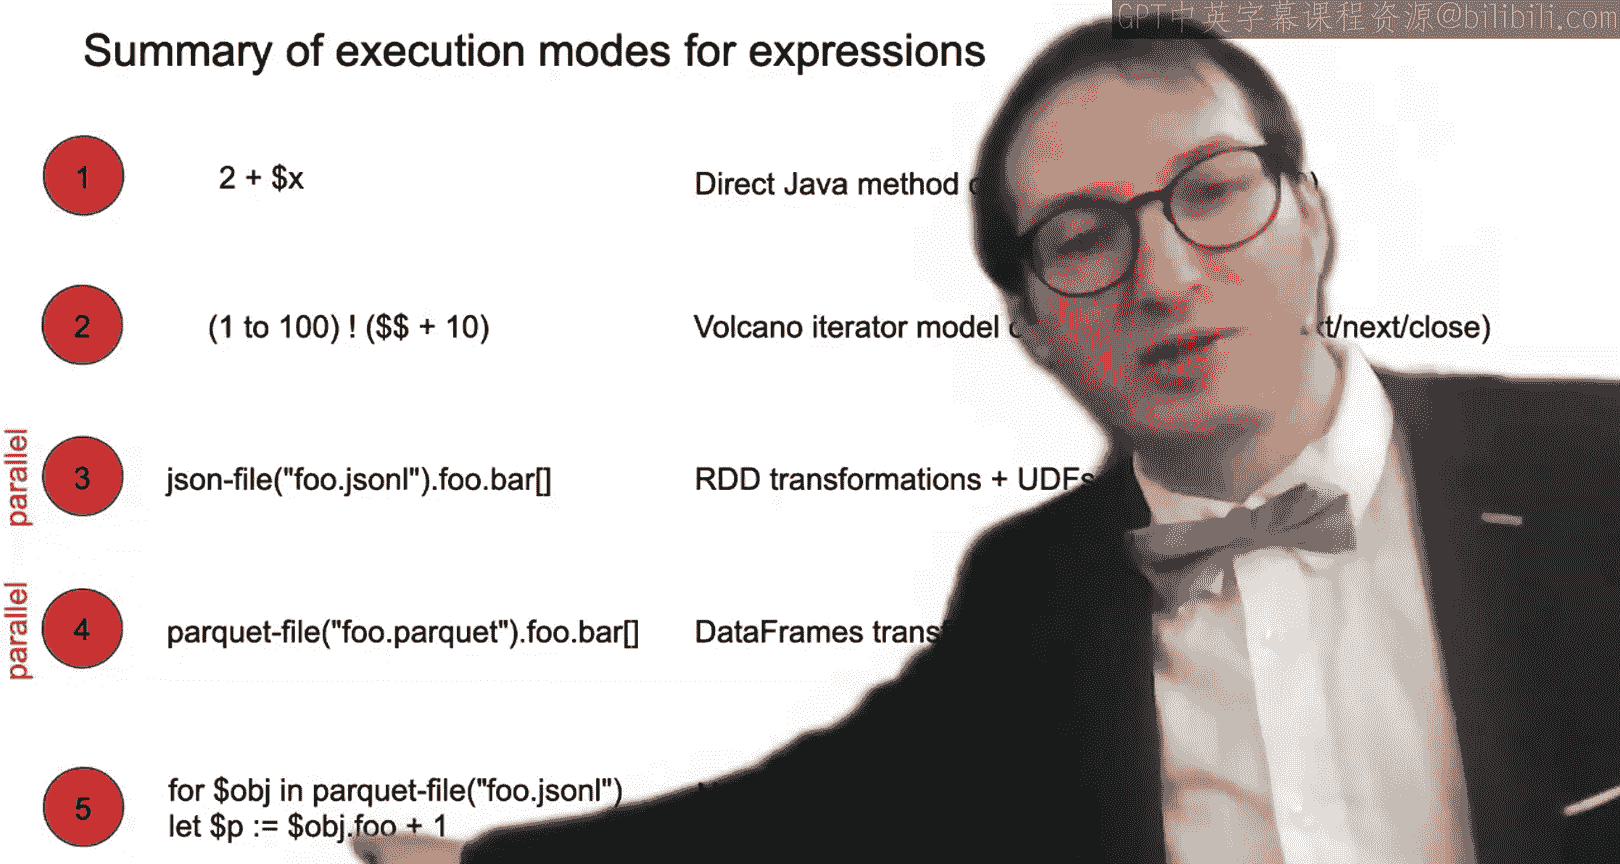 GPT中英字幕课程资源@bilibili.com
Summary of execution modes for expressions
1 2 + $x Direct Java method
2 (1 to 100) ! ($$ + 10) Volcano iterator model t/next/close)
parallel 3 json-file("foo.jsonl").foo.bar[] RDD transformations + UDFs
parallel 4 parquet-file("foo.parquet").foo.bar[] DataFrames
5 for $obj in parquet-file("foo.jsonl")
let $p := $obj.foo + 1